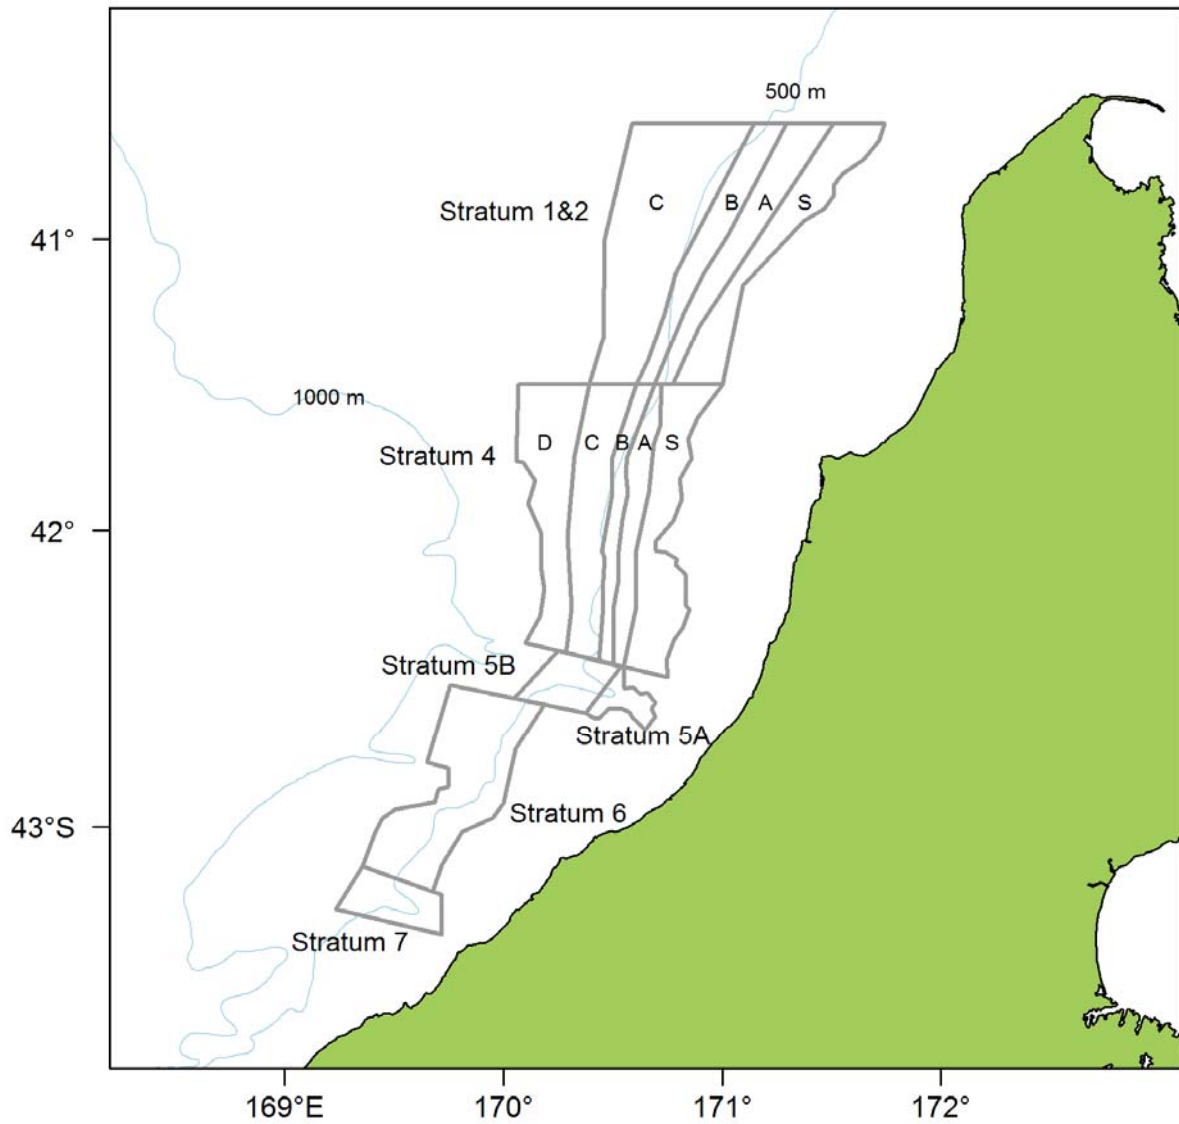 500 m
Stratum 1&2
C B A S
41°
1000 m
D C B A S
Stratum 4
42°
Stratum 5B
Stratum 5A
Stratum 6
43°S
Stratum 7
169°E 170° 171° 172°